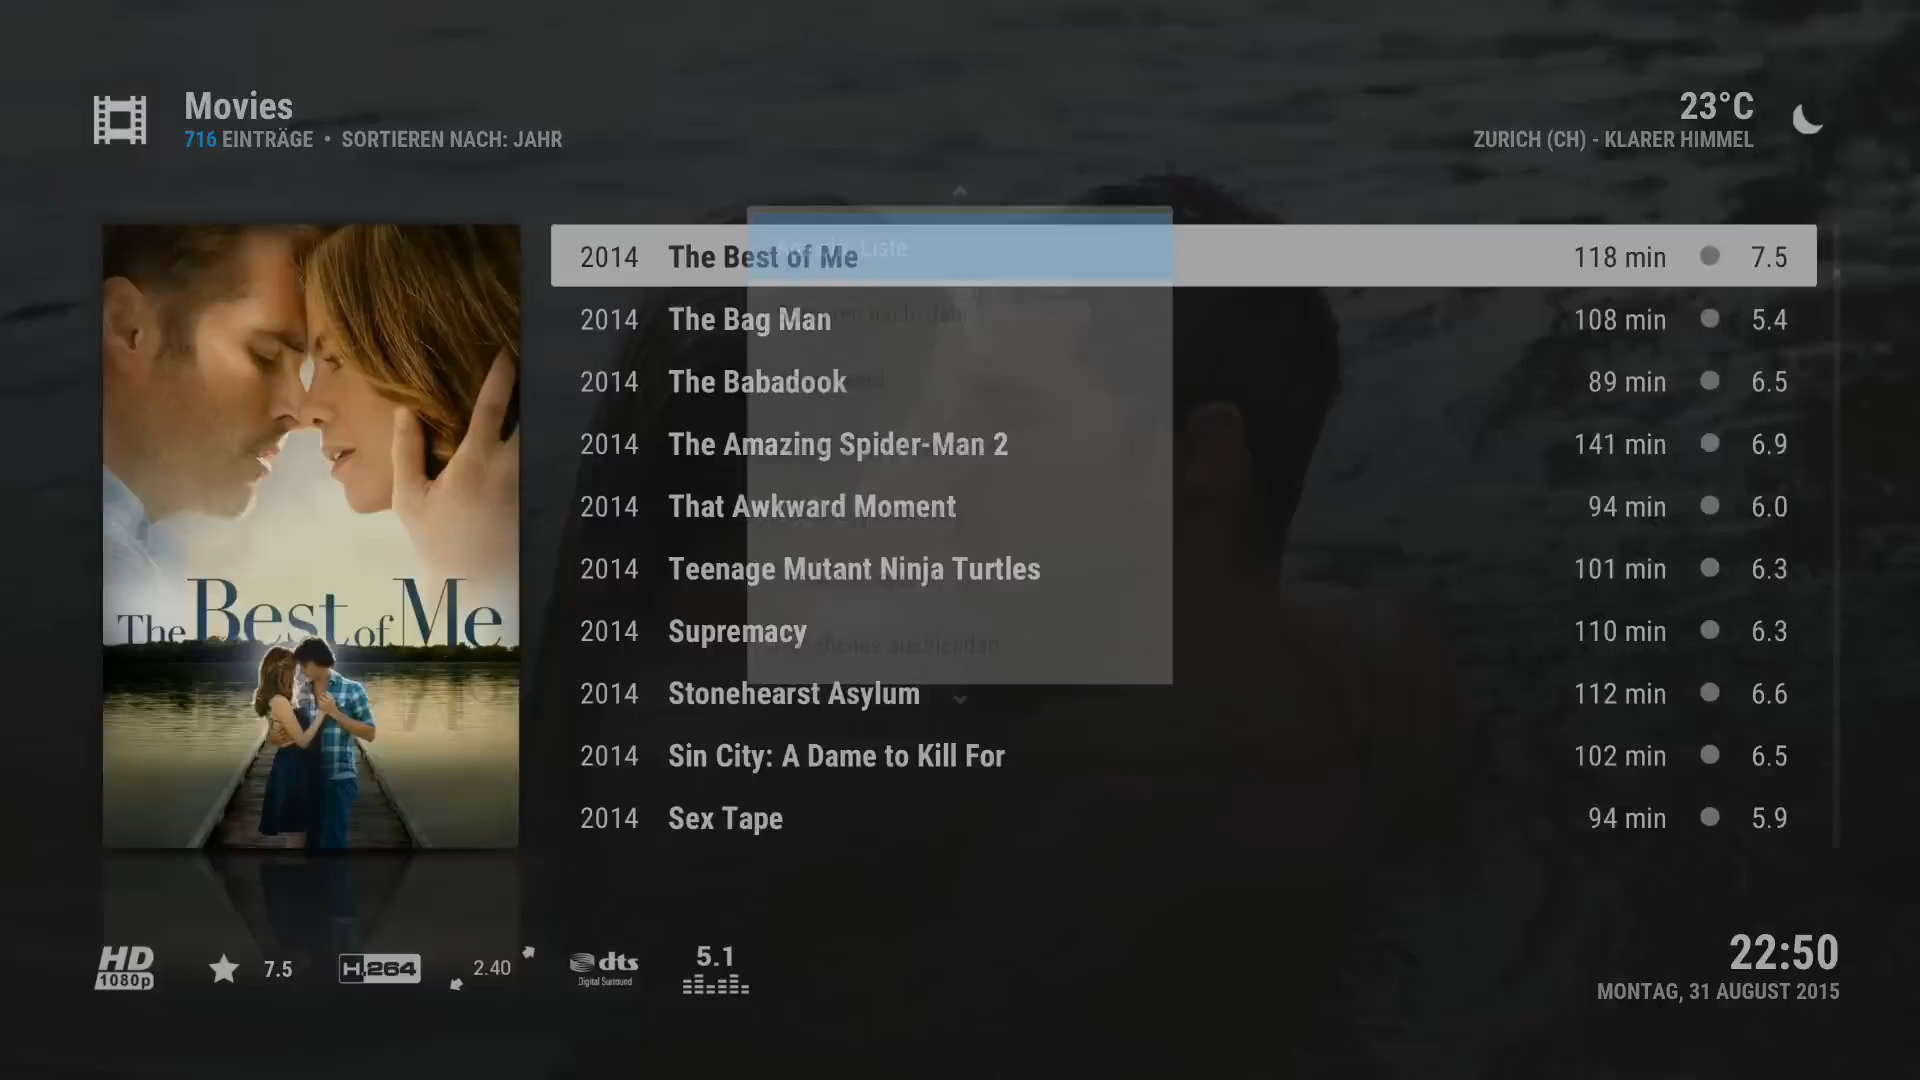 Movies
716 EINTRÄGE • SORTIEREN NACH: JAHR
23°C
ZURICH (CH) - KLARER HIMMEL
2014 The Best of Me 118 min 7.5
Liste
2014 The Bag Man 108 min 5.4
2014 The Babadook 89 min 6.5
2014 The Amazing Spider-Man 2 141 min 6.9
2014 That Awkward Moment 94 min 6.0
2014 Teenage Mutant Ninja Turtles 101 min 6.3
2014 Supremacy 110 min 6.3
2014 Stonehearst Asylum 112 min 6.6
2014 Sin City: A Dame to Kill For 102 min 6.5
2014 Sex Tape 94 min 5.9
The Best of Me
HD 1080p
7.5
H.264
2.40
dts
Digital Surround
5.1
22:50
MONTAG, 31 AUGUST 2015